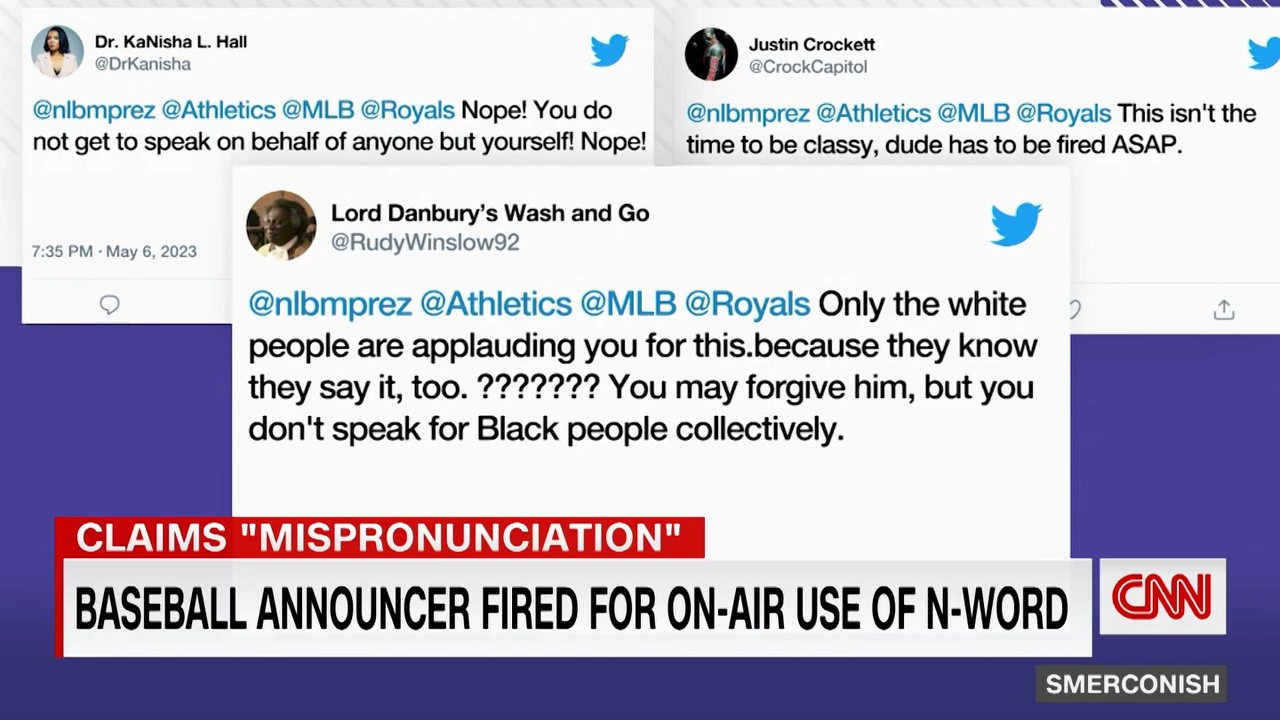 Dr. KaNisha L. Hall
@DrKanisha
@nlbmprez @Athletics @MLB @Royals Nope! You do
not get to speak on behalf of anyone but yourself! Nope!
7:35 PM · May 6, 2023
Justin Crockett
@CrockCapitol
@nlbmprez @Athletics @MLB @Royals This isn't the
time to be classy, dude has to be fired ASAP.
Lord Danbury's Wash and Go
@RudyWinslow92
@nlbmprez @Athletics @MLB @Royals Only the white
people are applauding you for this.because they know
they say it, too. ??????? You may forgive him, but you
don't speak for Black people collectively.
CLAIMS "MISPRONUNCIATION"
BASEBALL ANNOUNCER FIRED FOR ON-AIR USE OF N-WORD
CNN
SMERCONISH